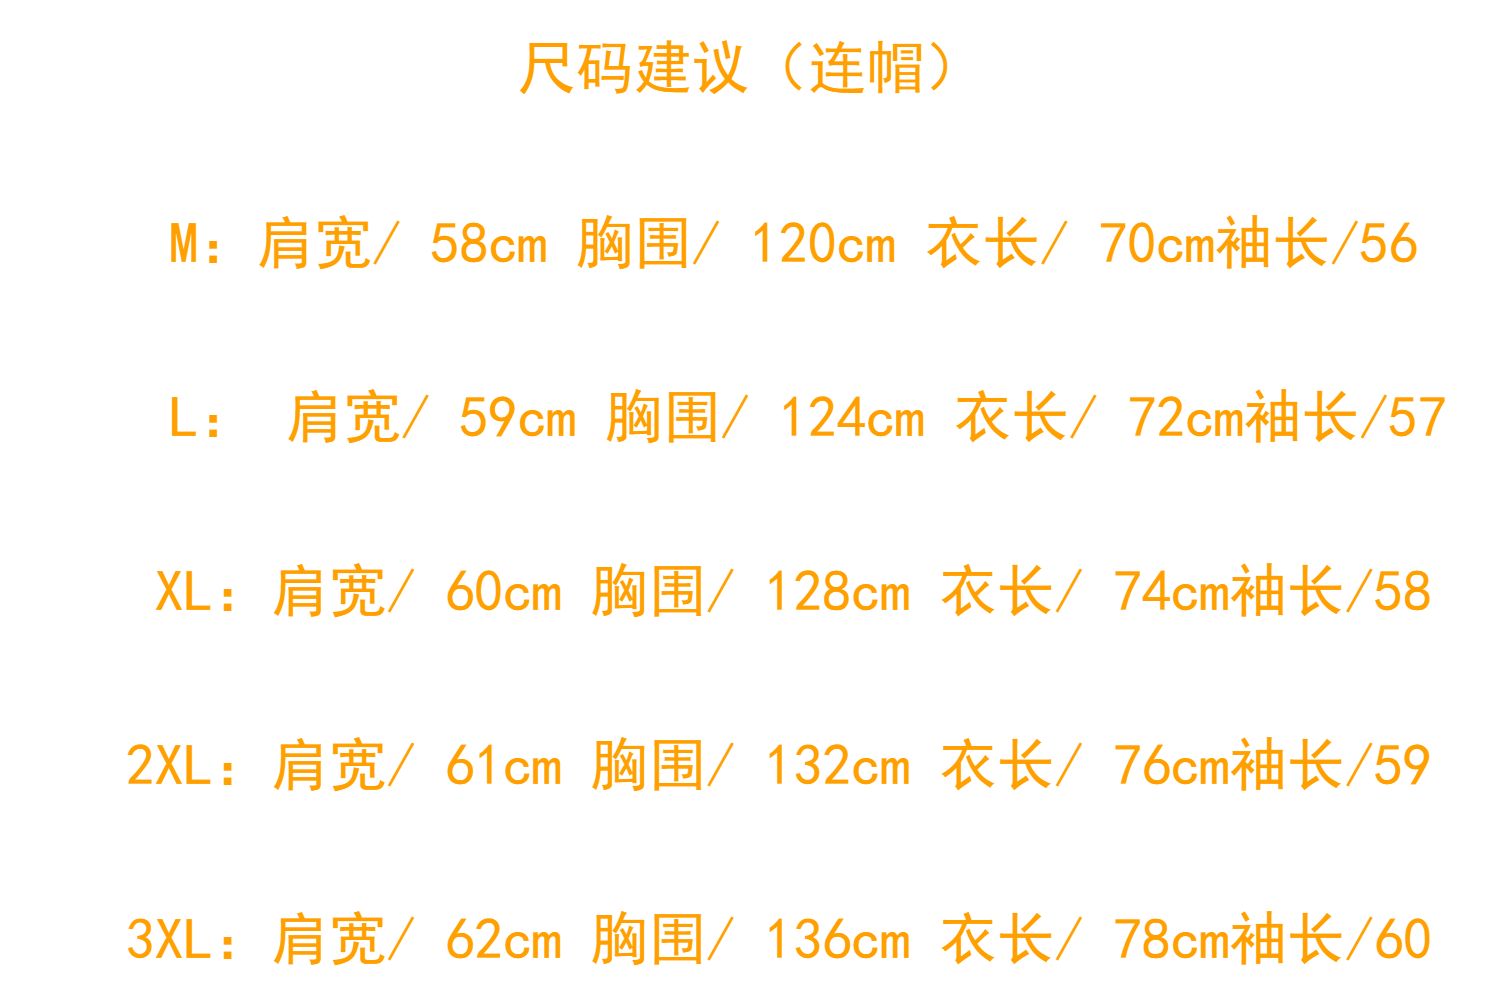 尺码建议（连帽）
M：肩宽/ 58cm 胸围/ 120cm 衣长/ 70cm袖长/56
L： 肩宽/ 59cm 胸围/ 124cm 衣长/ 72cm袖长/57
XL：肩宽/ 60cm 胸围/ 128cm 衣长/ 74cm袖长/58
2XL：肩宽/ 61cm 胸围/ 132cm 衣长/ 76cm袖长/59
3XL：肩宽/ 62cm 胸围/ 136cm 衣长/ 78cm袖长/60